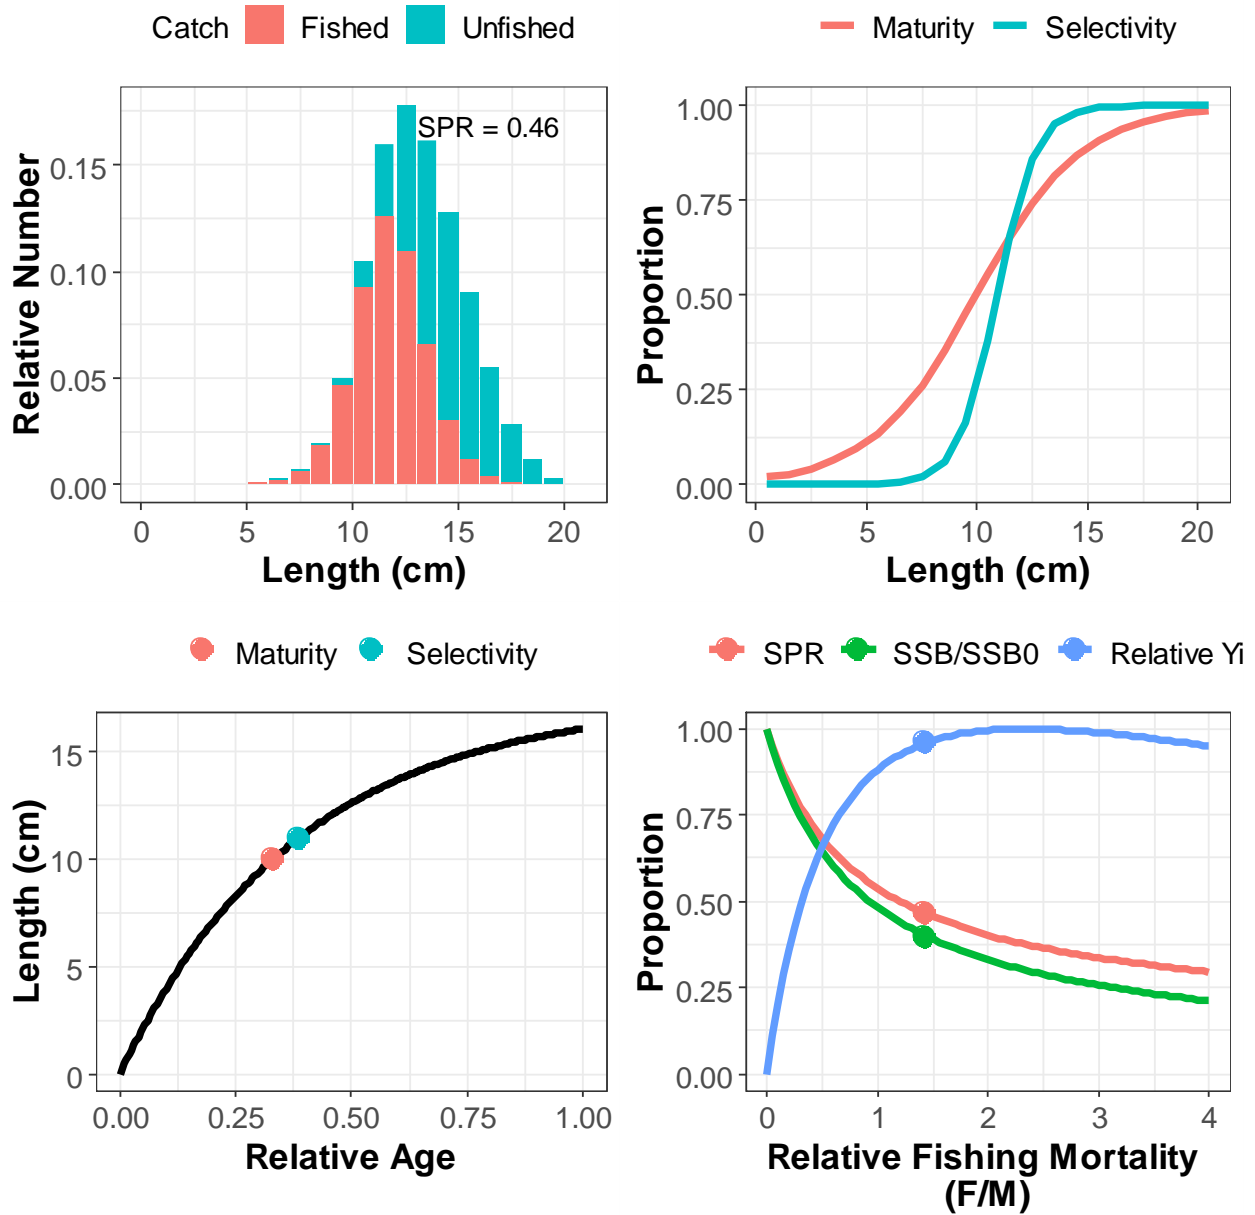 Catch Fished Unfished
SPR = 0.46
Relative Number
0.15
0.10
0.05
0.00
0 5 10 15 20
Length (cm)
Maturity Selectivity
Proportion
1.00
0.75
0.50
0.25
0.00
0 5 10 15 20
Length (cm)
Maturity Selectivity
Length (cm)
15
10
5
0
0.00 0.25 0.50 0.75 1.00
Relative Age
SPR SSB/SSB0 Relative Yi
Proportion
1.00
0.75
0.50
0.25
0.00
0 1 2 3 4
Relative Fishing Mortality
(F/M)